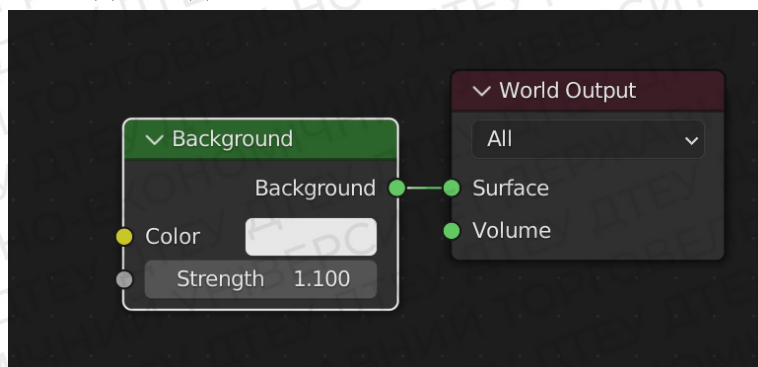 World Output
Background
All
Background
Surface
Color
Volume
Strength 1.100